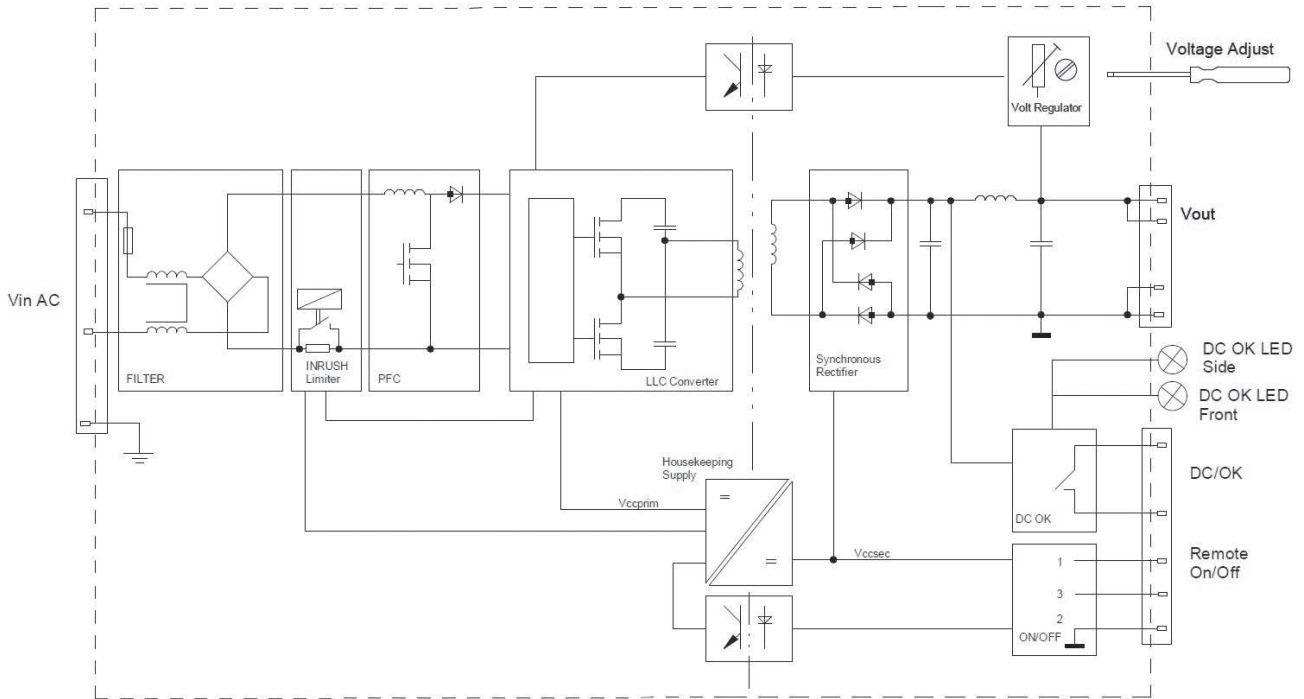 Voltage Adjust
Volt Regulator
Vout
Vin AC
FILTER
INRUSH
Limiter
PFC
LLC Converter
Synchronous
Rectifier
DC OK LED
Side
DC OK LED
Front
Housekeeping
Supply
Vccprim
DC OK
DC/OK
Vccsec
1
3
2
ON/OFF
Remote
On/Off